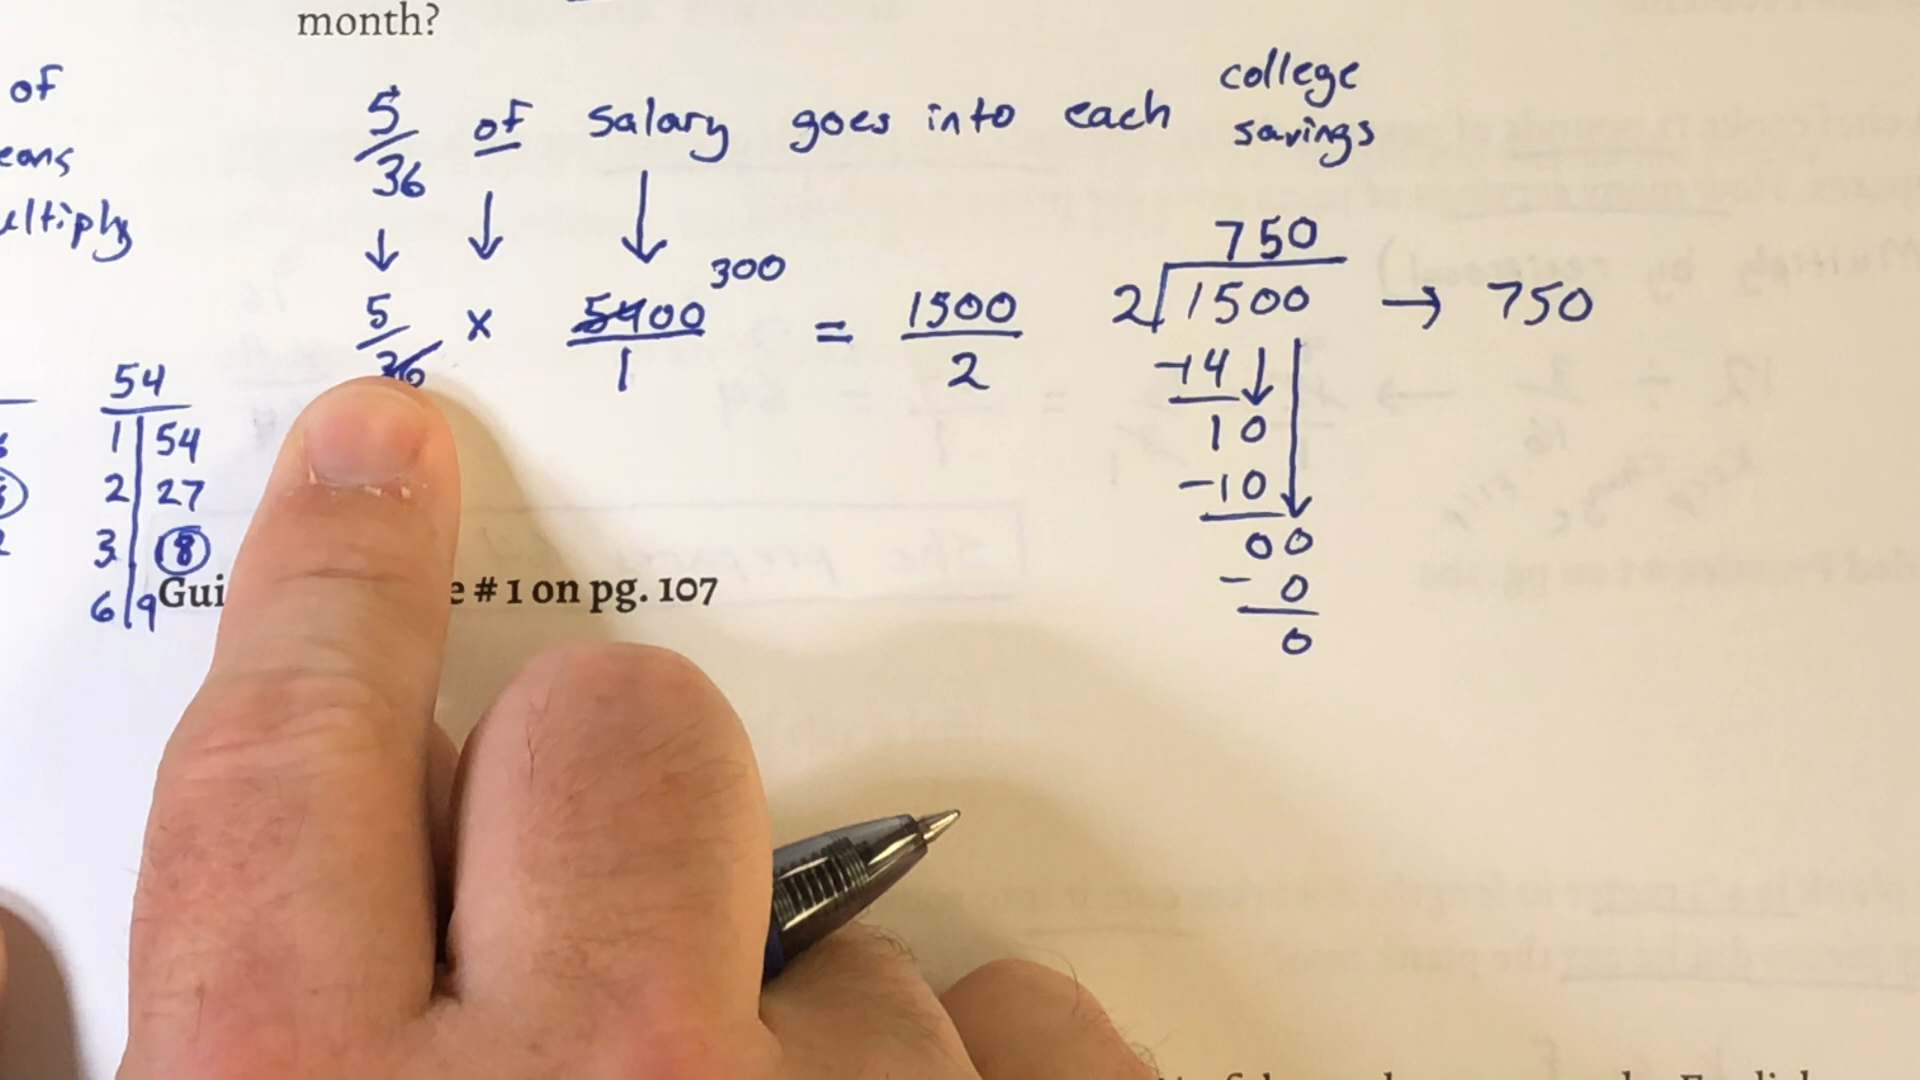 month?
of
5/36 of salary goes into each college savings
eans
ultiply
5/36 x 5400/1 300 = 1500/2
750
2 1500 → 750
-14
10
-10
00
- 0
0
54
1 54
2 27
3 18
6 9
Gui e # 1 on pg. 107